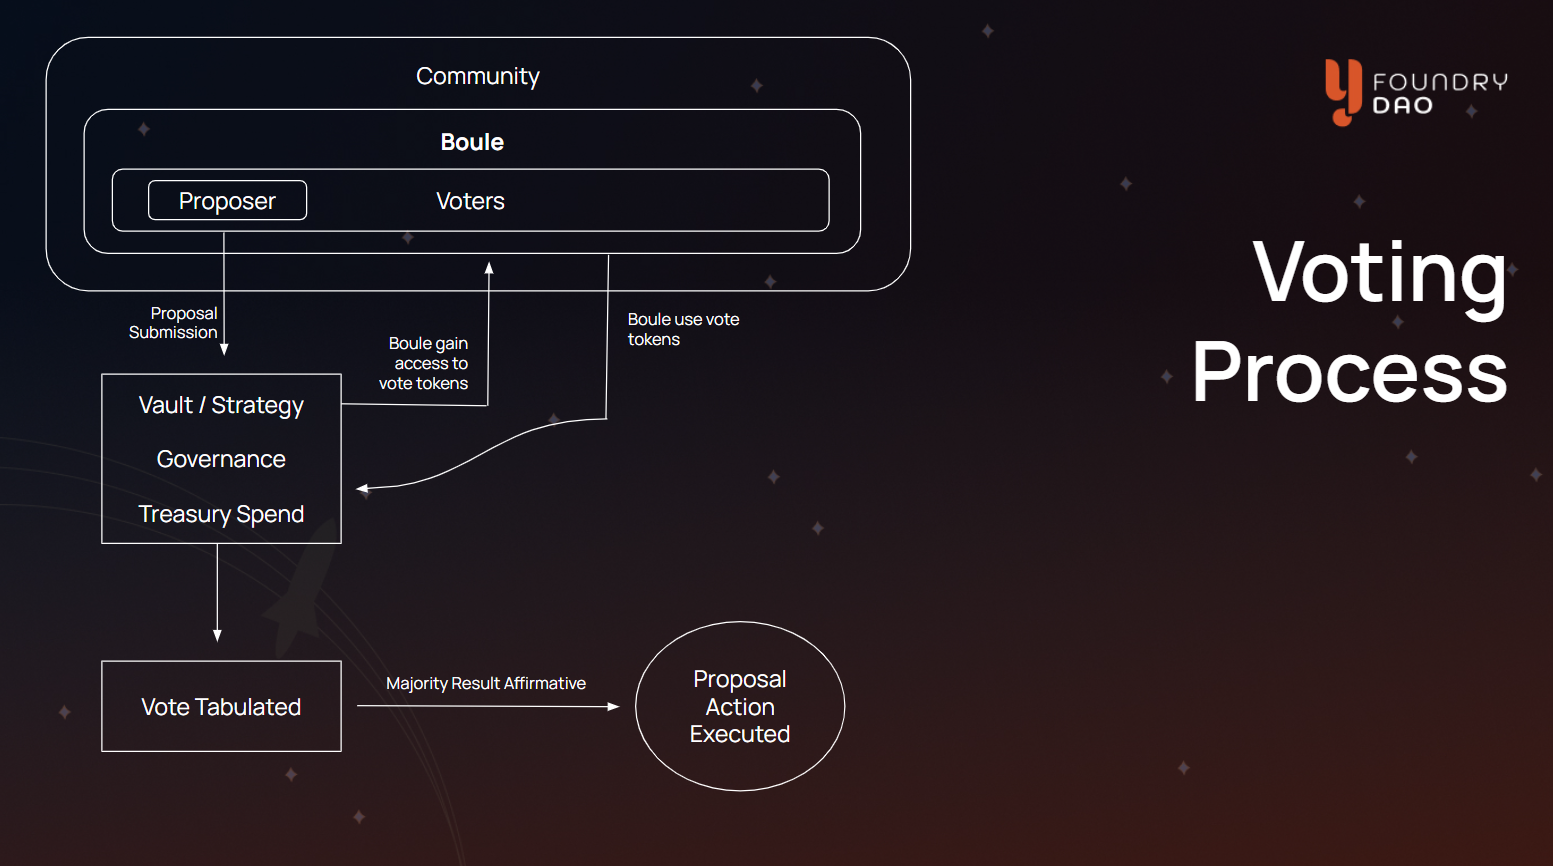 Community
FOUNDRY
DAO
Boule
Proposer
Voters
Voting
Process
Proposal
Submission
Boule gain
access to
vote tokens
Boule use vote
tokens
Vault / Strategy
Governance
Treasury Spend
Vote Tabulated
Majority Result Affirmative
Proposal
Action
Executed